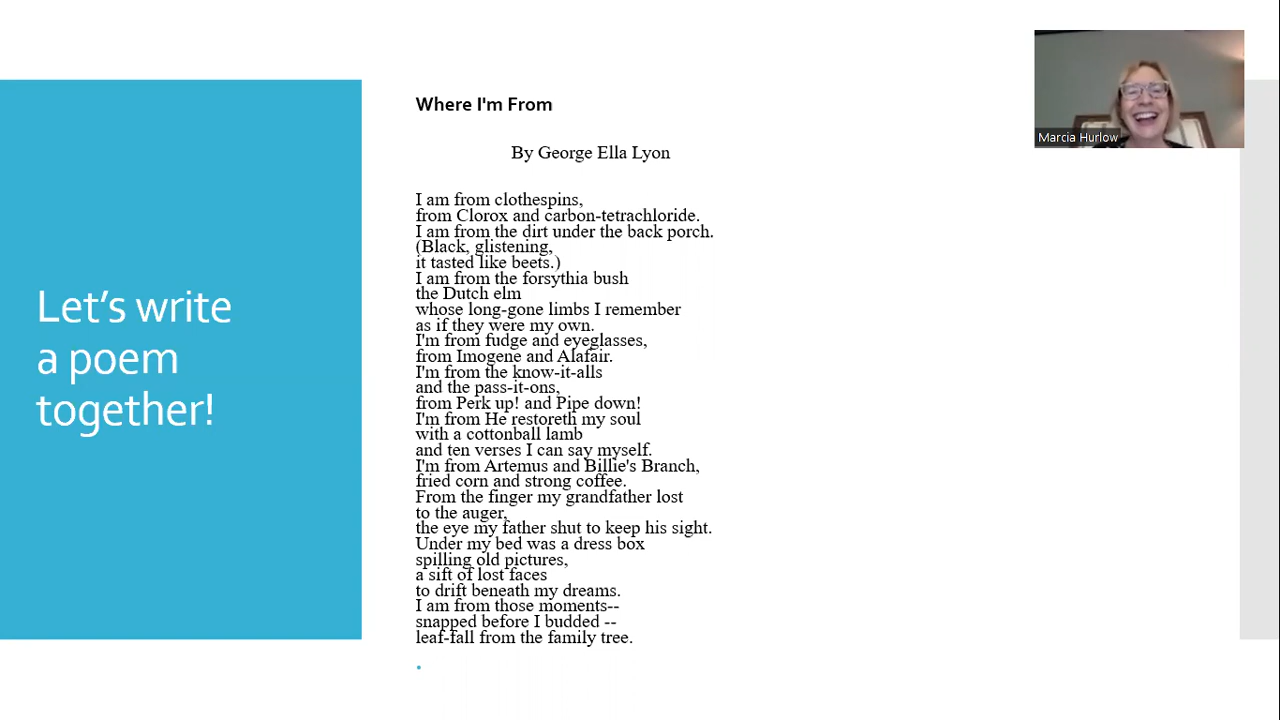 Let's write
a poem
together!
Where I'm From
By George Ella Lyon
I am from clothespins,
from Clorox and carbon-tetrachloride.
I am from the dirt under the back porch.
(Black, glistening,
it tasted like beets.)
I am from the forsythia bush
the Dutch elm
whose long-gone limbs I remember
as if they were my own.
I'm from fudge and eyeglasses,
from Imogene and Alafair.
I'm from the know-it-alls
and the pass-it-ons,
from Perk up! and Pipe down!
I'm from He restoreth my soul
with a cottonball lamb
and ten verses I can say myself.
I'm from Artemus and Billie's Branch,
fried corn and strong coffee.
From the finger my grandfather lost
to the auger,
the eye my father shut to keep his sight.
Under my bed was a dress box
spilling old pictures,
a sift of lost faces
to drift beneath my dreams.
I am from those moments--
snapped before I budded --
leaf-fall from the family tree.
Marcia Hurlow